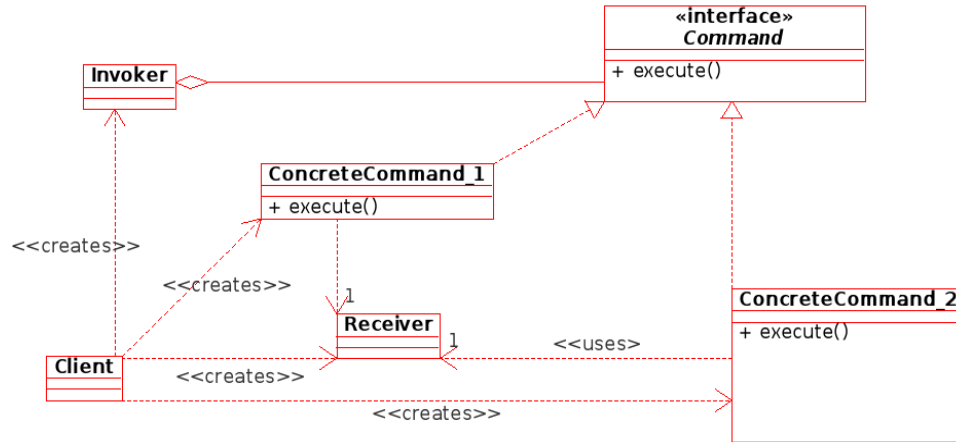 «interface»
Command
+ execute()
Invoker
ConcreteCommand_1
+ execute()
<<creates>>
<<creates>>
1
ConcreteCommand_2
+ execute()
Receiver
1
<<uses>
Client
<<creates>>
<<creates>>